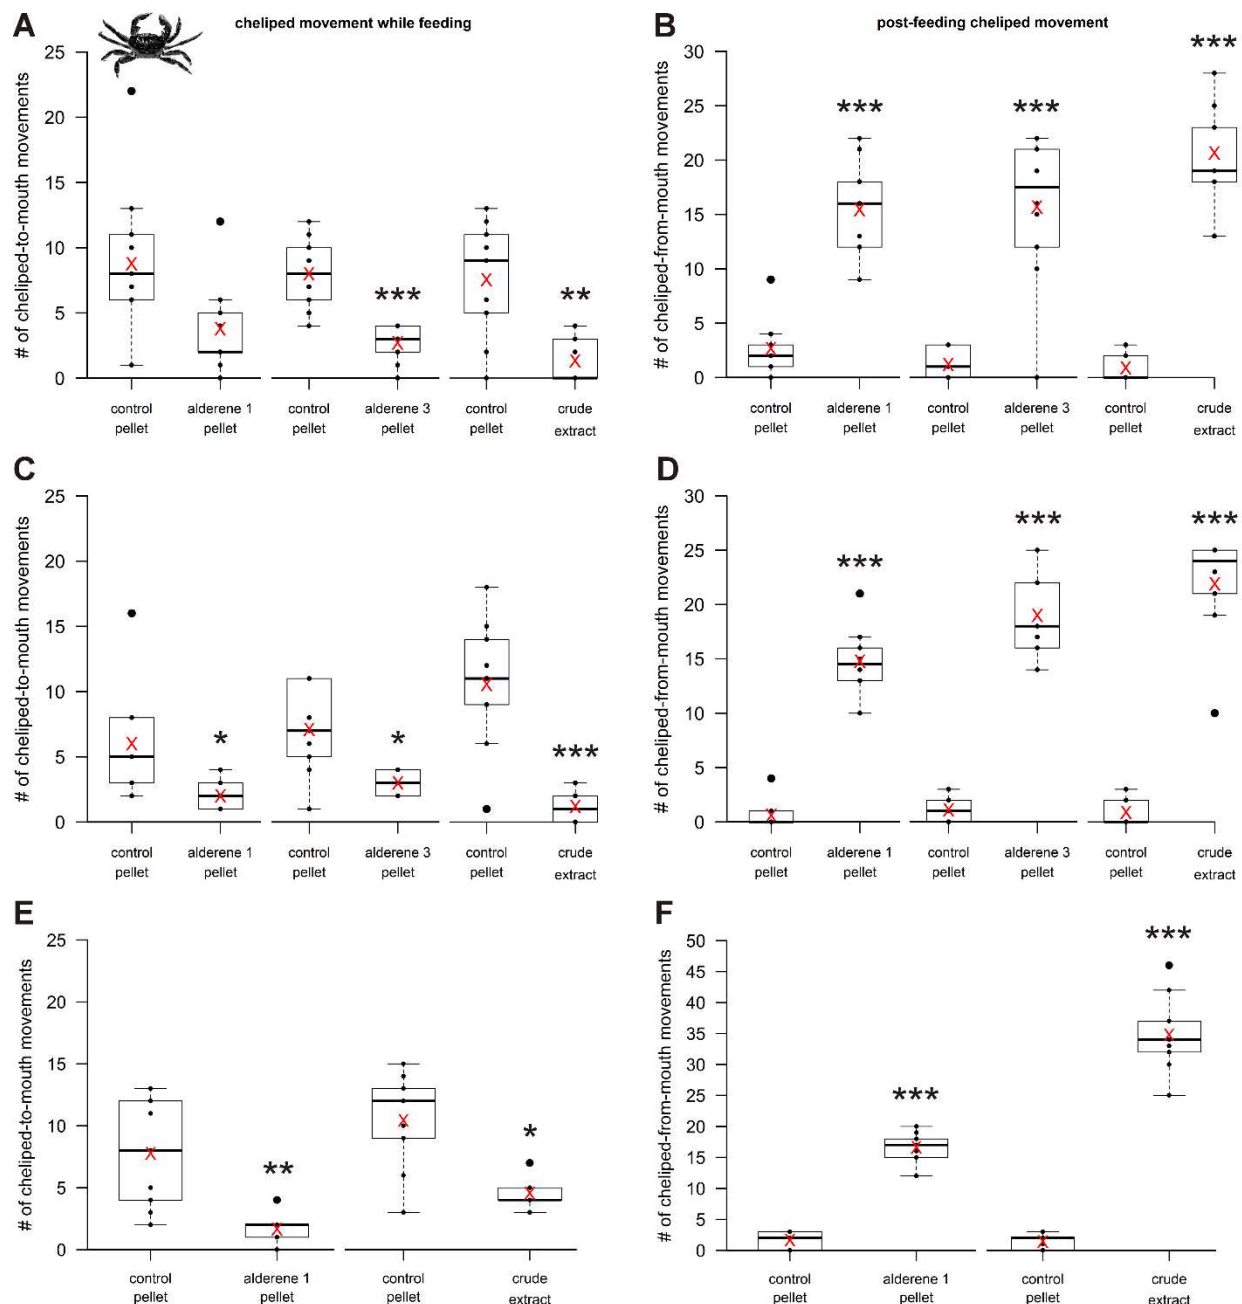 A
cheliped movement while feeding
# of cheliped-to-mouth movements
25
20
15
10
5
0
***
**
control pellet
alderene 1 pellet
control pellet
alderene 3 pellet
control pellet
crude extract
B
post-feeding cheliped movement
# of cheliped-from-mouth movements
30
25
20
15
10
5
0
***
***
***
control pellet
alderene 1 pellet
control pellet
alderene 3 pellet
control pellet
crude extract
C
# of cheliped-to-mouth movements
25
20
15
10
5
0
*
*
***
control pellet
alderene 1 pellet
control pellet
alderene 3 pellet
control pellet
crude extract
D
# of cheliped-from-mouth movements
30
25
20
15
10
5
0
***
***
***
control pellet
alderene 1 pellet
control pellet
alderene 3 pellet
control pellet
crude extract
E
# of cheliped-to-mouth movements
25
20
15
10
5
0
**
*
control pellet
alderene 1 pellet
control pellet
crude extract
F
# of cheliped-from-mouth movements
50
45
40
35
30
25
20
15
10
5
0
***
***
control pellet
alderene 1 pellet
control pellet
crude extract